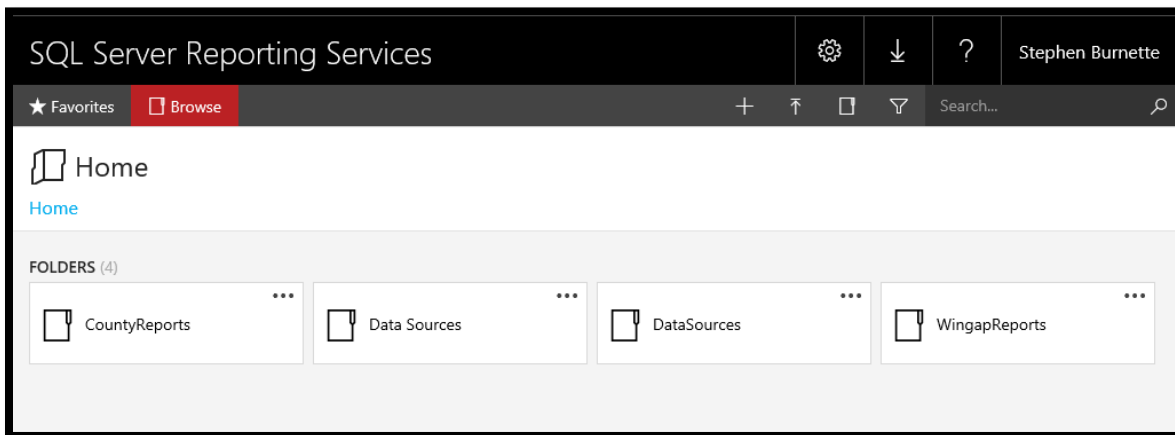 SQL Server Reporting Services
? Stephen Burnette
Favorites Browse Search...
Home
Home
FOLDERS (4)
CountyReports Data Sources DataSources WingapReports